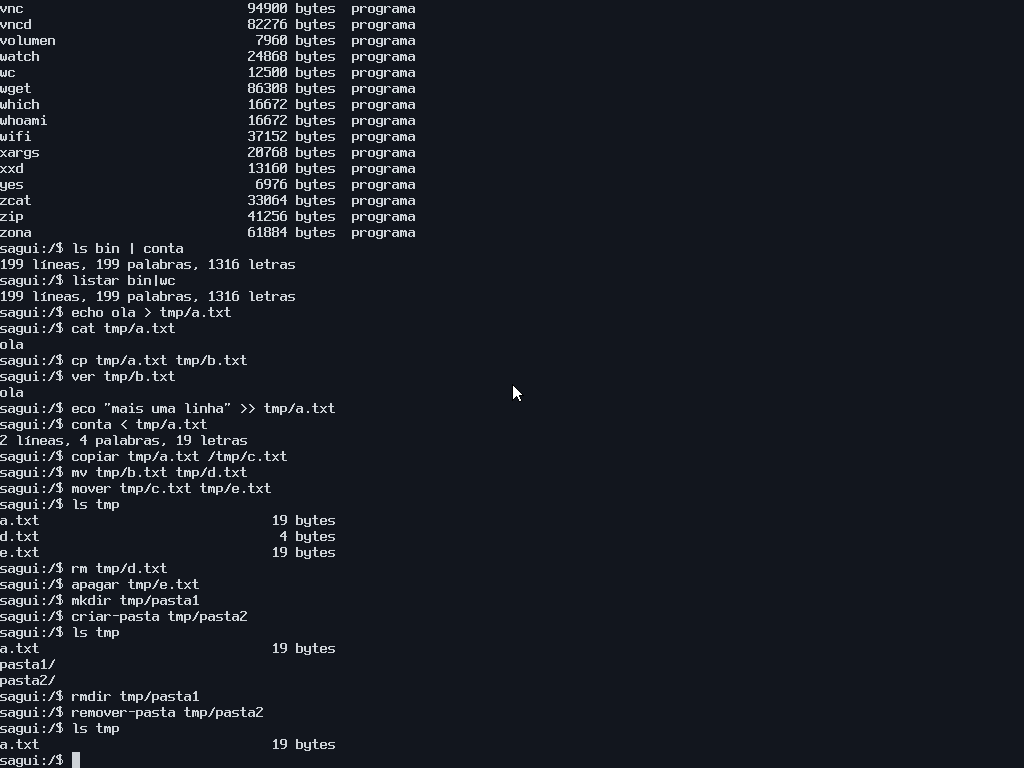 vnc                            94900 bytes  programa
vncd                           82276 bytes  programa
volumen                         7960 bytes  programa
watch                          24868 bytes  programa
wc                             12500 bytes  programa
wget                           86308 bytes  programa
which                          16672 bytes  programa
whoami                         16672 bytes  programa
wifi                           37152 bytes  programa
xargs                          20768 bytes  programa
xxd                            13160 bytes  programa
yes                             6976 bytes  programa
zcat                           33064 bytes  programa
zip                            41256 bytes  programa
zona                           61884 bytes  programa
sagui:/$ ls bin | conta
199 líneas, 199 palabras, 1316 letras
sagui:/$ listar bin|wc
199 líneas, 199 palabras, 1316 letras
sagui:/$ echo ola > tmp/a.txt
sagui:/$ cat tmp/a.txt
ola
sagui:/$ cp tmp/a.txt tmp/b.txt
sagui:/$ ver tmp/b.txt
ola
sagui:/$ eco "mais uma linha" >> tmp/a.txt
sagui:/$ conta < tmp/a.txt
2 líneas, 4 palabras, 19 letras
sagui:/$ copiar tmp/a.txt /tmp/c.txt
sagui:/$ mv tmp/b.txt tmp/d.txt
sagui:/$ mover tmp/c.txt tmp/e.txt
sagui:/$ ls tmp
a.txt                             19 bytes
d.txt                              4 bytes
e.txt                             19 bytes
sagui:/$ rm tmp/d.txt
sagui:/$ apagar tmp/e.txt
sagui:/$ mkdir tmp/pasta1
sagui:/$ criar-pasta tmp/pasta2
sagui:/$ ls tmp
a.txt                             19 bytes
pasta1/
pasta2/
sagui:/$ rmdir tmp/pasta1
sagui:/$ remover-pasta tmp/pasta2
sagui:/$ ls tmp
a.txt                             19 bytes
sagui:/$